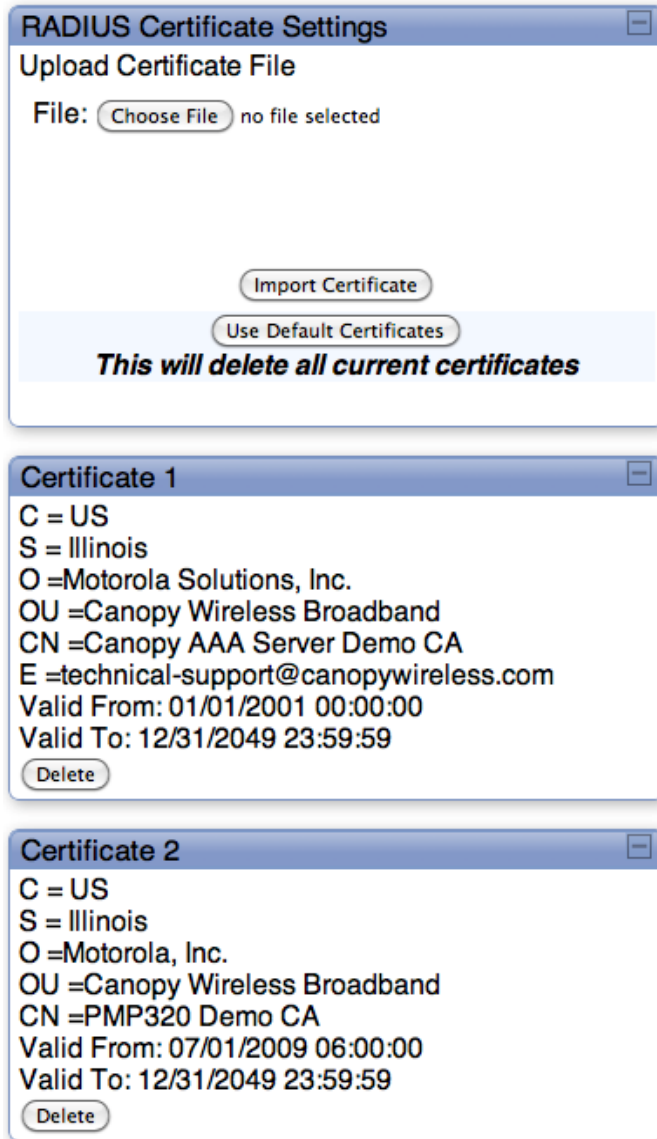 RADIUS Certificate Settings
Upload Certificate File
File: Choose File no file selected
Import Certificate
Use Default Certificates
This will delete all current certificates
Certificate 1
C = US
S = Illinois
O =Motorola Solutions, Inc.
OU =Canopy Wireless Broadband
CN =Canopy AAA Server Demo CA
E =technical-support@canopywireless.com
Valid From: 01/01/2001 00:00:00
Valid To: 12/31/2049 23:59:59
Delete
Certificate 2
C = US
S = Illinois
O =Motorola, Inc.
OU =Canopy Wireless Broadband
CN =PMP320 Demo CA
Valid From: 07/01/2009 06:00:00
Valid To: 12/31/2049 23:59:59
Delete